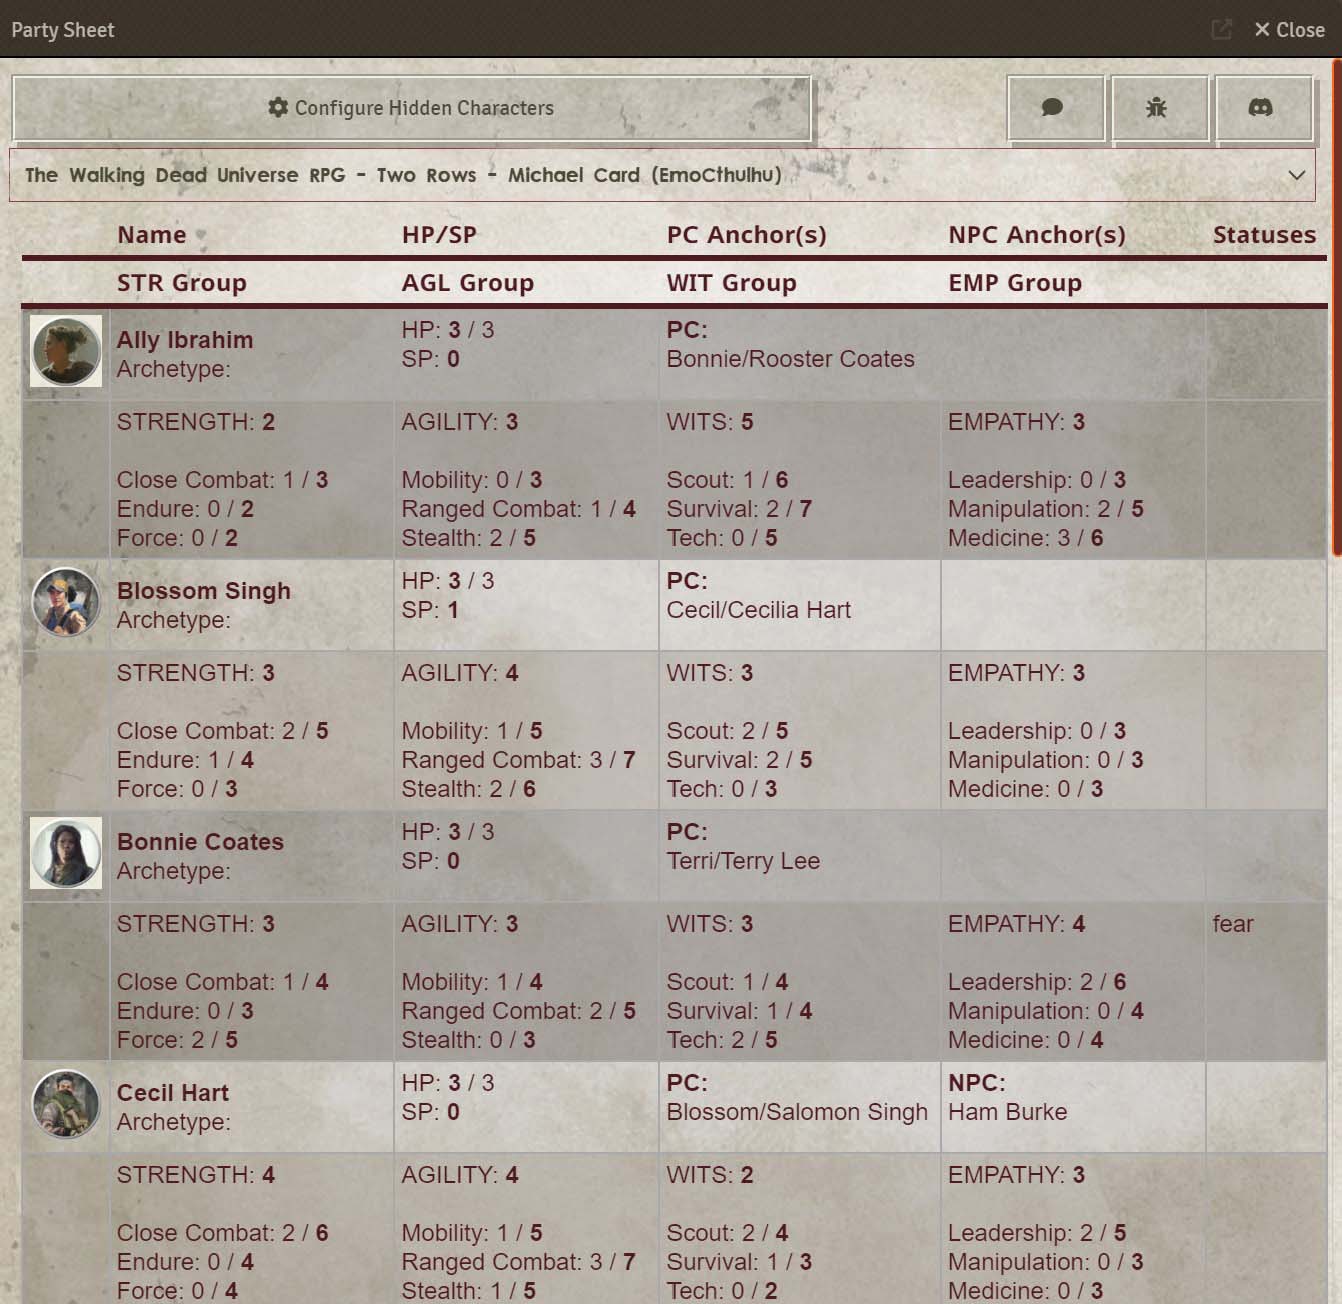 Party Sheet
Close
Configure Hidden Characters
The Walking Dead Universe RPG - Two Rows - Michael Card (EmoCthulhu)
Name HP/SP PC Anchor(s) NPC Anchor(s) Statuses
STR Group AGL Group WIT Group EMP Group
Ally Ibrahim
Archetype:
HP: 3 / 3
SP: 0
PC:
Bonnie/Rooster Coates
STRENGTH: 2
Close Combat: 1 / 3
Endure: 0 / 2
Force: 0 / 2
AGILITY: 3
Mobility: 0 / 3
Ranged Combat: 1 / 4
Stealth: 2 / 5
WITS: 5
Scout: 1 / 6
Survival: 2 / 7
Tech: 0 / 5
EMPATHY: 3
Leadership: 0 / 3
Manipulation: 2 / 5
Medicine: 3 / 6
Blossom Singh
Archetype:
HP: 3 / 3
SP: 1
PC:
Cecil/Cecilia Hart
STRENGTH: 3
Close Combat: 2 / 5
Endure: 1 / 4
Force: 0 / 3
AGILITY: 4
Mobility: 1 / 5
Ranged Combat: 3 / 7
Stealth: 2 / 6
WITS: 3
Scout: 2 / 5
Survival: 2 / 5
Tech: 0 / 3
EMPATHY: 3
Leadership: 0 / 3
Manipulation: 0 / 3
Medicine: 0 / 3
Bonnie Coates
Archetype:
HP: 3 / 3
SP: 0
PC:
Terri/Terry Lee
STRENGTH: 3
Close Combat: 1 / 4
Endure: 0 / 3
Force: 2 / 5
AGILITY: 3
Mobility: 1 / 4
Ranged Combat: 2 / 5
Stealth: 0 / 3
WITS: 3
Scout: 1 / 4
Survival: 1 / 4
Tech: 2 / 5
EMPATHY: 4
Leadership: 2 / 6
Manipulation: 0 / 4
Medicine: 0 / 4
fear
Cecil Hart
Archetype:
HP: 3 / 3
SP: 0
PC:
Blossom/Salomon Singh
NPC:
Ham Burke
STRENGTH: 4
Close Combat: 2 / 6
Endure: 0 / 4
Force: 0 / 4
AGILITY: 4
Mobility: 1 / 5
Ranged Combat: 3 / 7
Stealth: 1 / 5
WITS: 2
Scout: 2 / 4
Survival: 1 / 3
Tech: 0 / 2
EMPATHY: 3
Leadership: 2 / 5
Manipulation: 0 / 3
Medicine: 0 / 3